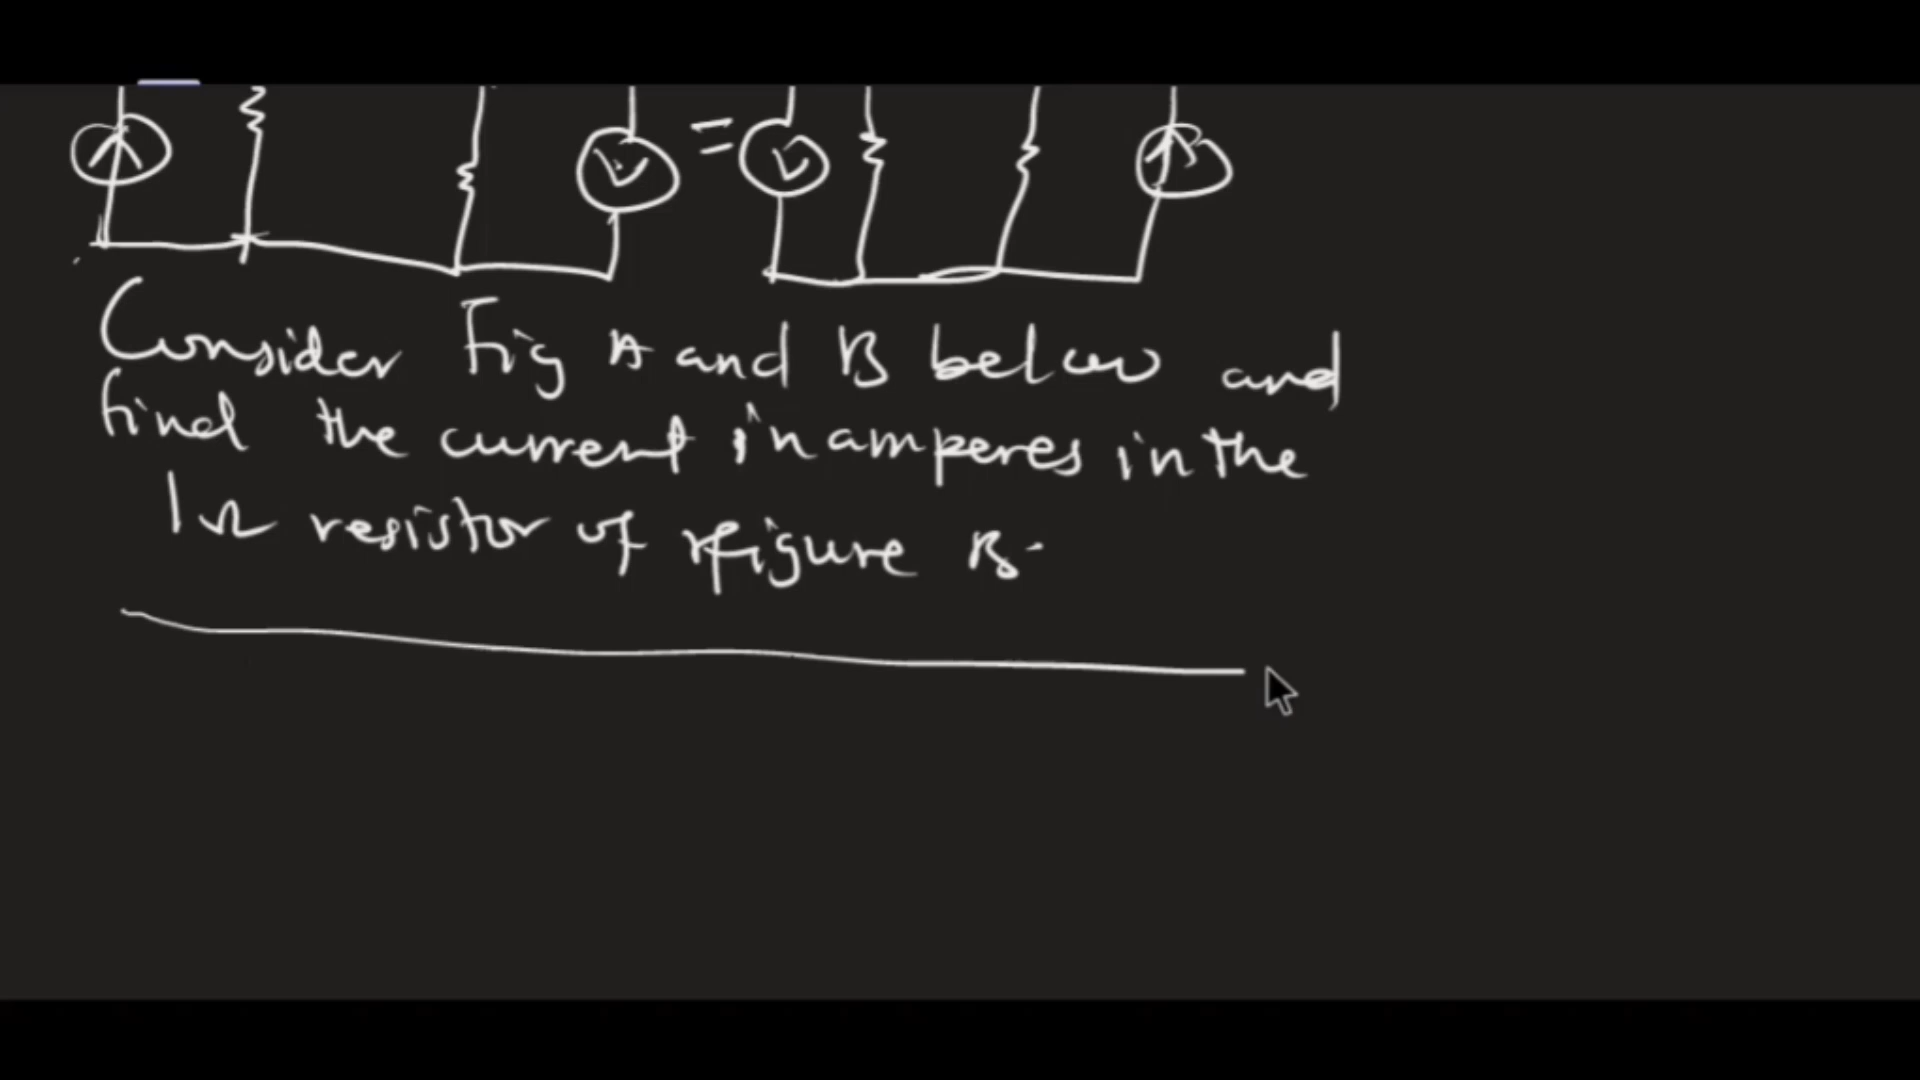 V = V
Consider Fig A and B below and
find the current in amperes in the
1Ω resistor of figure B.